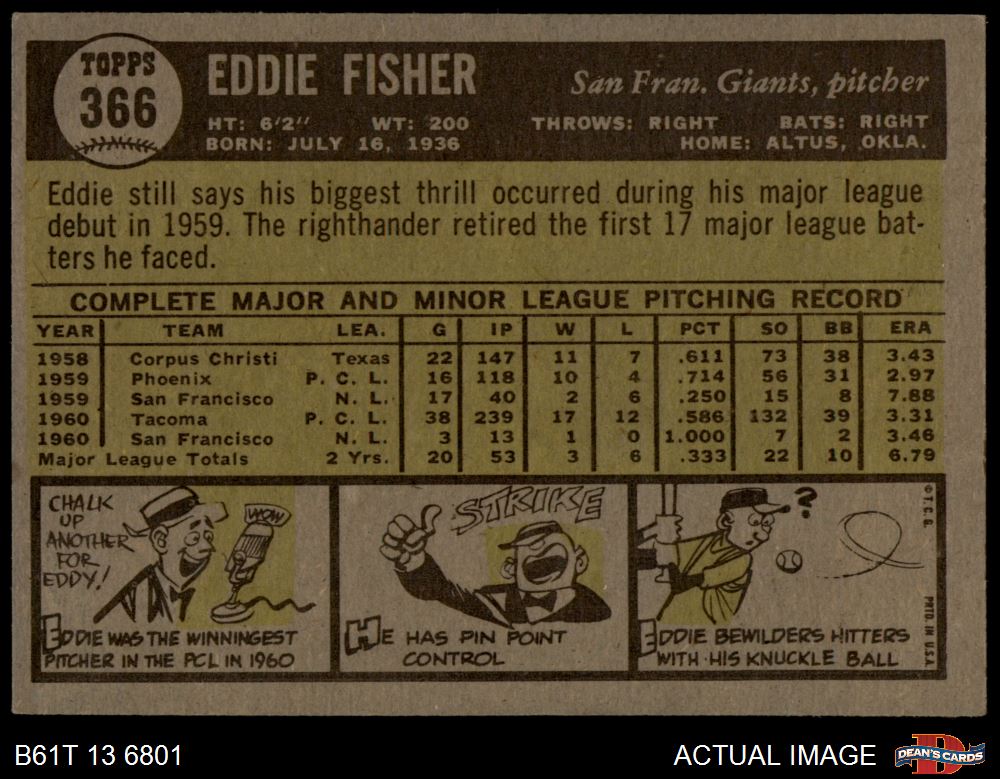 TOPPS
366
EDDIE FISHER
San Fran. Giants, pitcher
HT: 6'2" WT: 200 THROWS: RIGHT BATS: RIGHT
BORN: JULY 16, 1936 HOME: ALTUS, OKLA.
Eddie still says his biggest thrill occurred during his major league
debut in 1959. The righthander retired the first 17 major league bat-
ters he faced.
COMPLETE MAJOR AND MINOR LEAGUE PITCHING RECORD
YEAR TEAM LEA. G IP W L PCT SO BB ERA
1958 Corpus Christi Texas 22 147 11 7 .611 73 38 3.43
1959 Phoenix P. C. L. 16 118 10 4 .714 56 31 2.97
1959 San Francisco N. L. 17 40 2 6 .250 15 8 7.88
1960 Tacoma P. C. L. 38 239 17 12 .586 132 39 3.31
1960 San Francisco N. L. 3 13 1 0 1.000 7 2 3.46
Major League Totals 2 Yrs. 20 53 3 6 .333 22 10 6.79
CHALK
UP
ANOTHER
FOR
EDDY!
WOW
EDDIE WAS THE WINNINGEST
PITCHER IN THE PCL IN 1960
STRIKE
HE HAS PIN POINT
CONTROL
?
EDDIE BEWILDERS HITTERS
WITH HIS KNUCKLE BALL
© T.C.G.
PRTD. IN U.S.A.
B61T 13 6801
ACTUAL IMAGE
D
DEAN'S CARDS